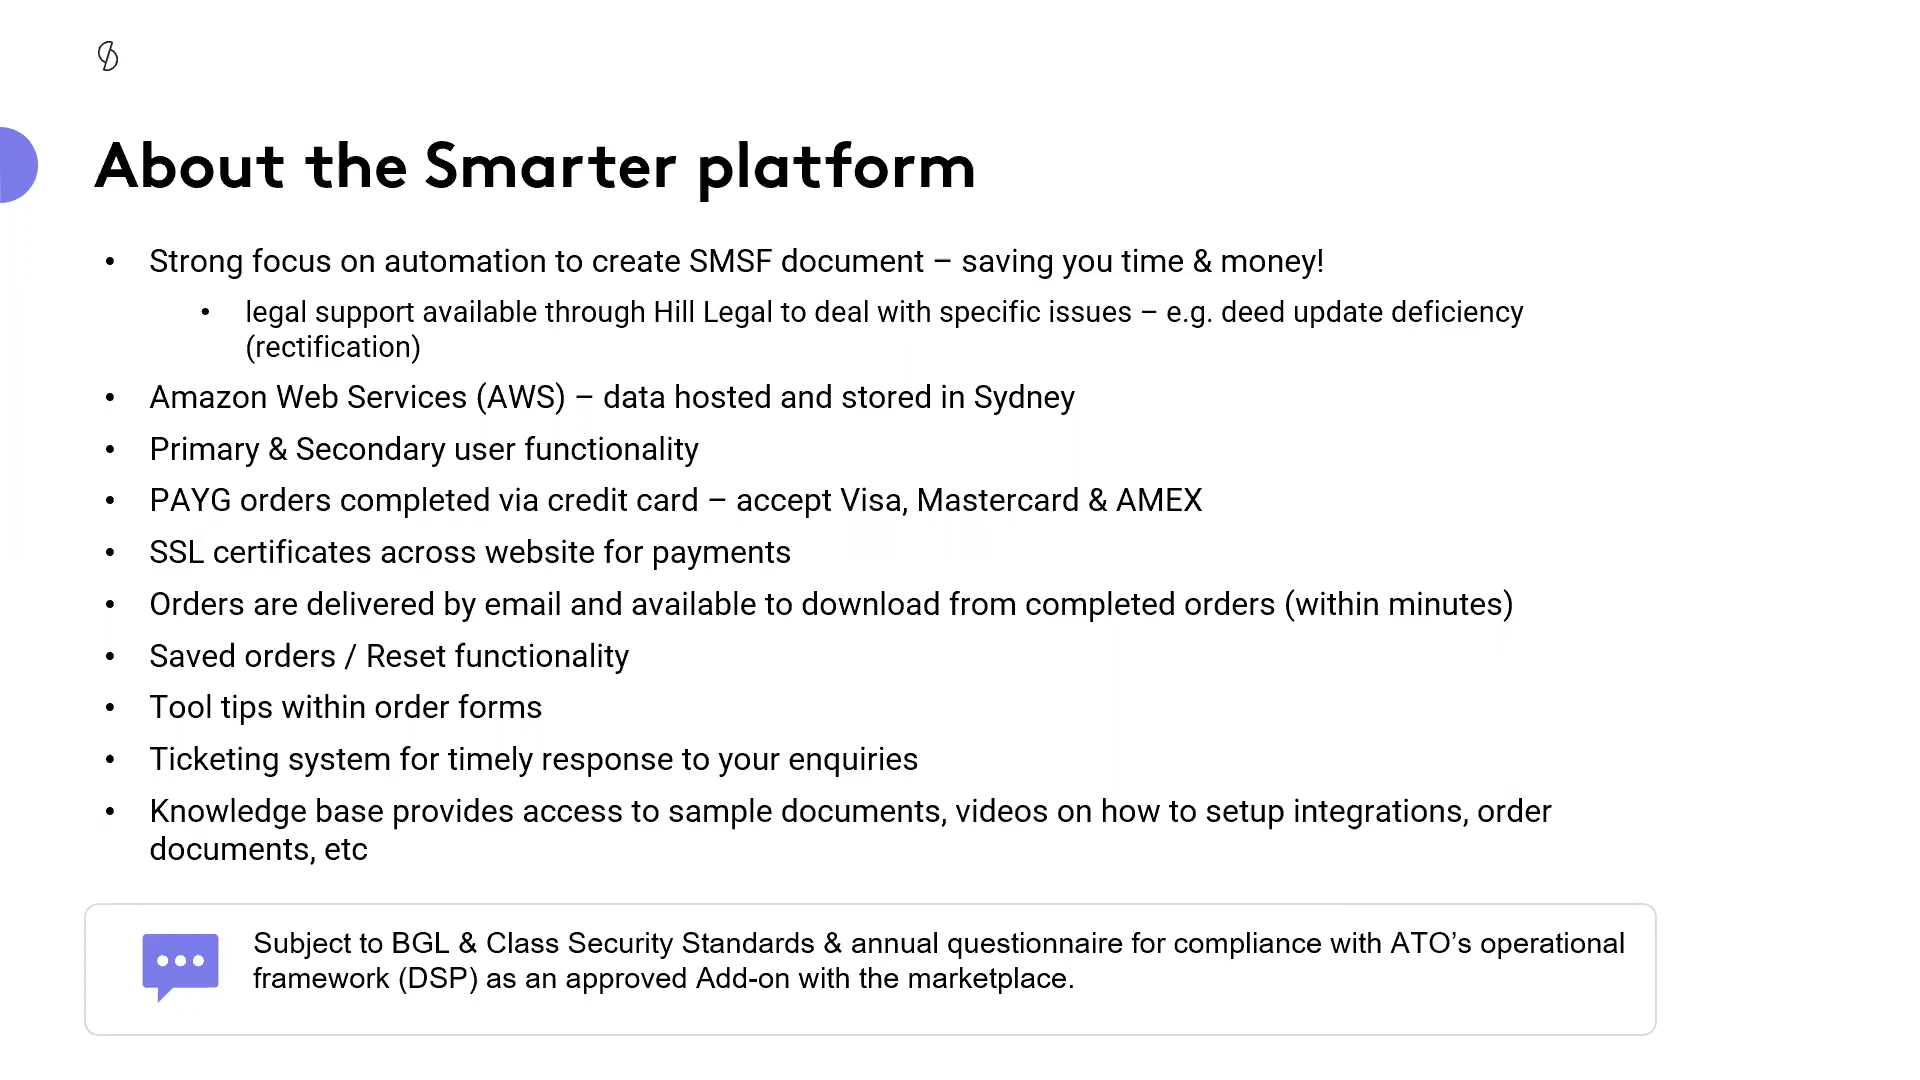 About the Smarter platform
• Strong focus on automation to create SMSF document – saving you time & money!
• legal support available through Hill Legal to deal with specific issues – e.g. deed update deficiency
(rectification)
• Amazon Web Services (AWS) – data hosted and stored in Sydney
• Primary & Secondary user functionality
• PAYG orders completed via credit card – accept Visa, Mastercard & AMEX
• SSL certificates across website for payments
• Orders are delivered by email and available to download from completed orders (within minutes)
• Saved orders / Reset functionality
• Tool tips within order forms
• Ticketing system for timely response to your enquiries
• Knowledge base provides access to sample documents, videos on how to setup integrations, order
documents, etc
Subject to BGL & Class Security Standards & annual questionnaire for compliance with ATO’s operational
framework (DSP) as an approved Add-on with the marketplace.